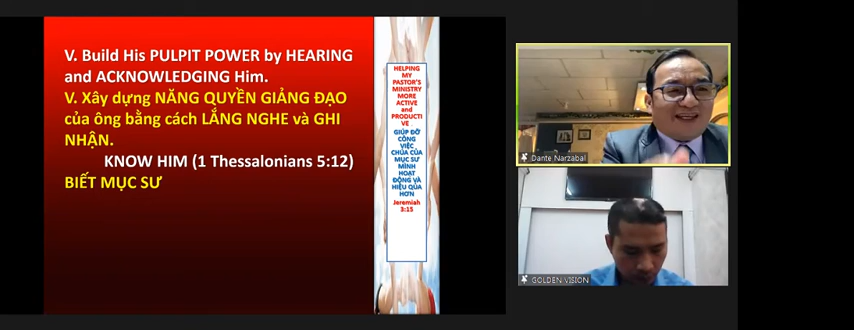 V. Build His PULPIT POWER by HEARING
and ACKNOWLEDGING Him.
V. Xây dựng NĂNG QUYỀN GIẢNG ĐẠO
của ông bằng cách LẮNG NGHE và GHI
NHẬN.
KNOW HIM (1 Thessalonians 5:12)
BIẾT MỤC SƯ
HELPING
MY
PASTOR'S
MINISTRY
MORE
ACTIVE
and
PRODUCTI
VE
GIÚP ĐỠ
CÔNG
VIỆC
CHÚA CỦA
MỤC SƯ
MÌNH
HOẠT
ĐỘNG VÀ
HIỆU QUẢ
HƠN
Jeremiah
3:15
Dante Narzabal
GOLDEN VISION